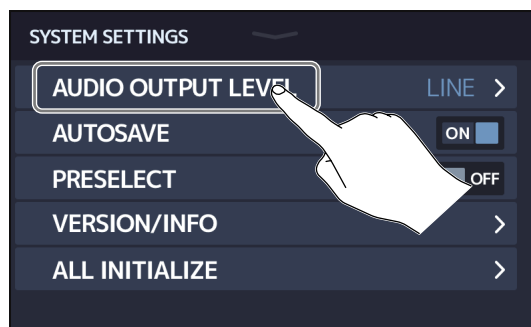 SYSTEM SETTINGS
AUDIO OUTPUT LEVEL LINE >
AUTOSAVE ON
PRESELECT OFF
VERSION/INFO >
ALL INITIALIZE >